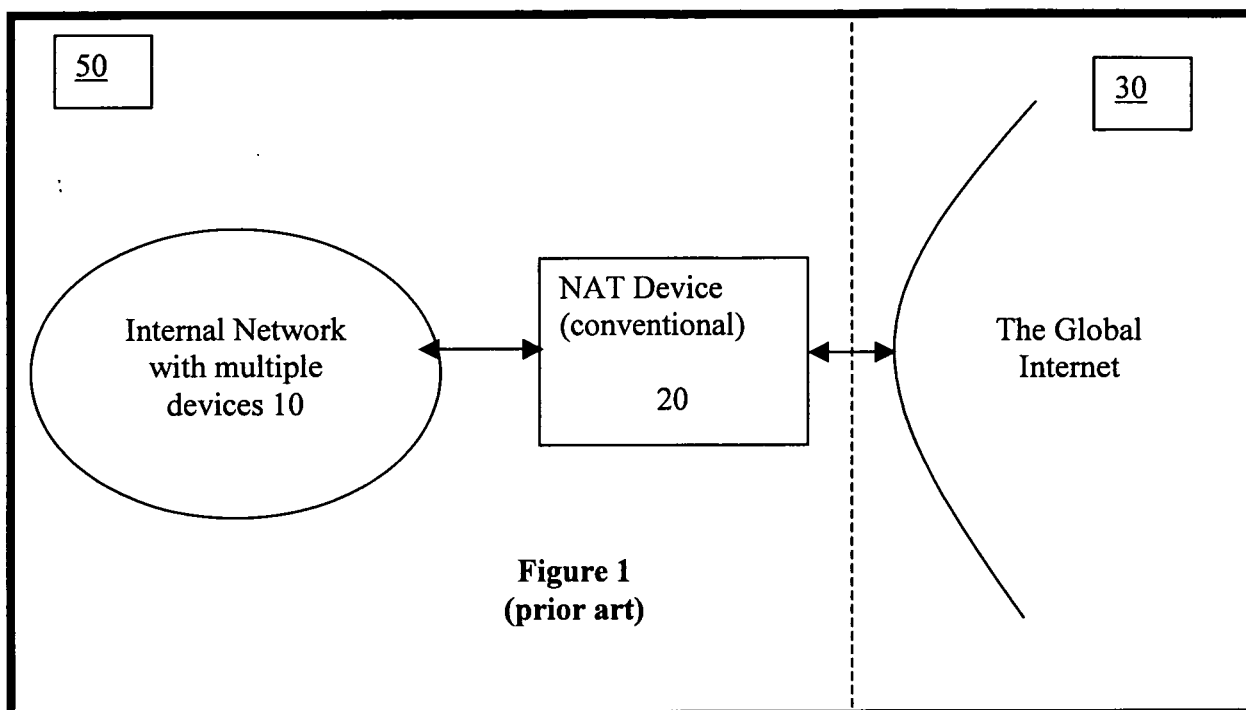 50
30
Internal Network
with multiple
devices 10
NAT Device
(conventional)
20
The Global
Internet
Figure 1
(prior art)